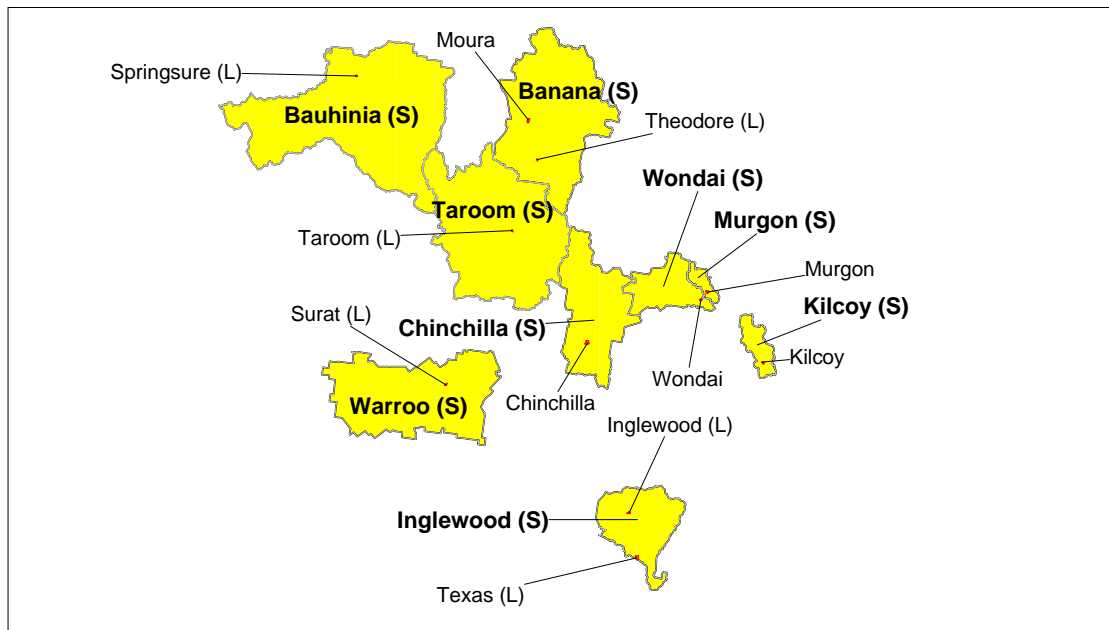 Moura
Springsure (L)
Banana (S)
Bauhinia (S)
Theodore (L)
Wondai (S)
Taroom (S)
Murgon (S)
Taroom (L)
Murgon
Kilcoy (S)
Surat (L)
Chinchilla (S)
Kilcoy
Wondai
Chinchilla
Warroo (S)
Inglewood (L)
Inglewood (S)
Texas (L)